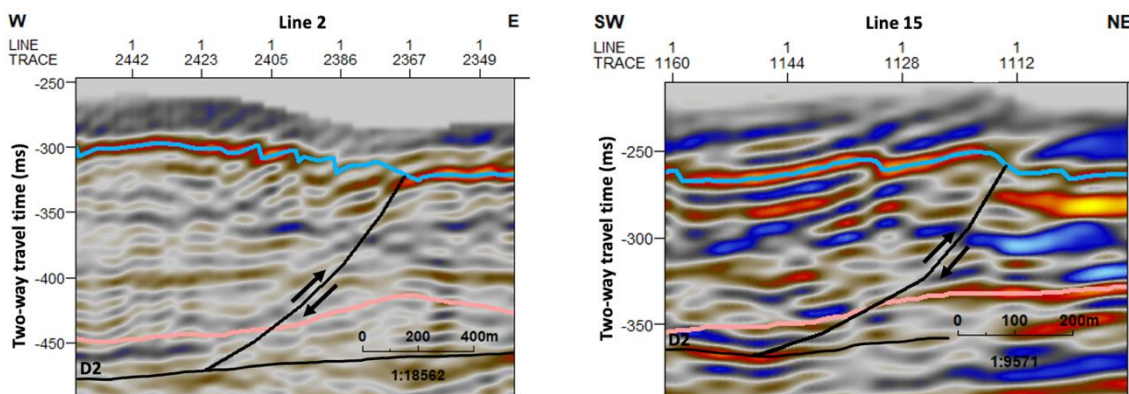 W Line 2 E
LINE 1 1 1 1 1 1
TRACE 2442 2423 2405 2386 2367 2349
-250
-300
-350
-400
-450
Two-way travel time (ms)
0 200 400m
D2
1:18562
SW Line 15 NE
LINE 1 1 1 1
TRACE 1160 1144 1128 1112
-250
-300
-350
Two-way travel time (ms)
0 100 200m
D2
1:9571